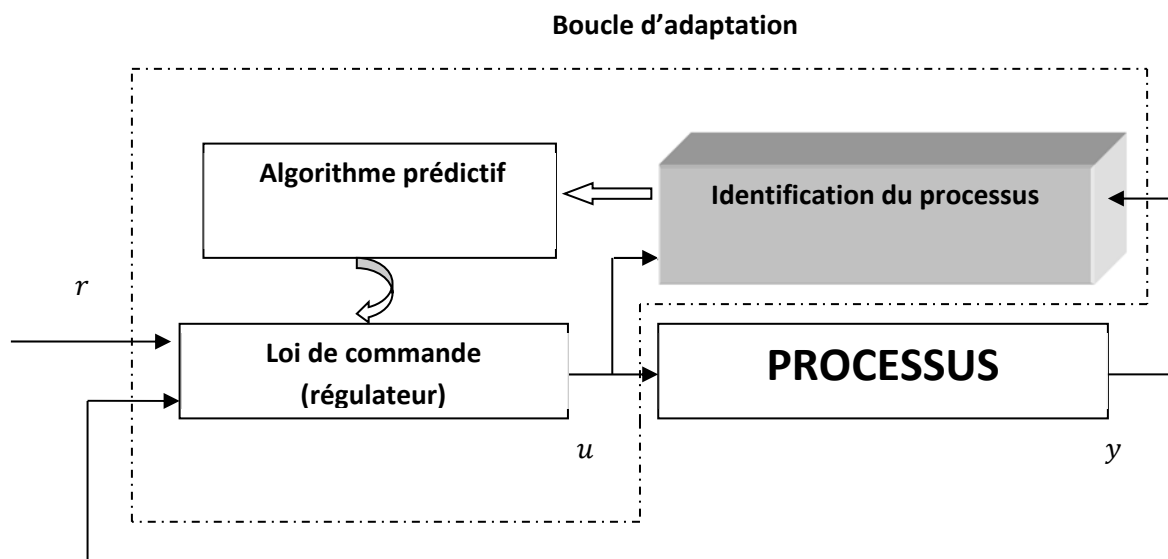 Boucle d’adaptation
Algorithme prédictif
Identification du processus
r
Loi de commande
(régulateur)
PROCESSUS
u
y